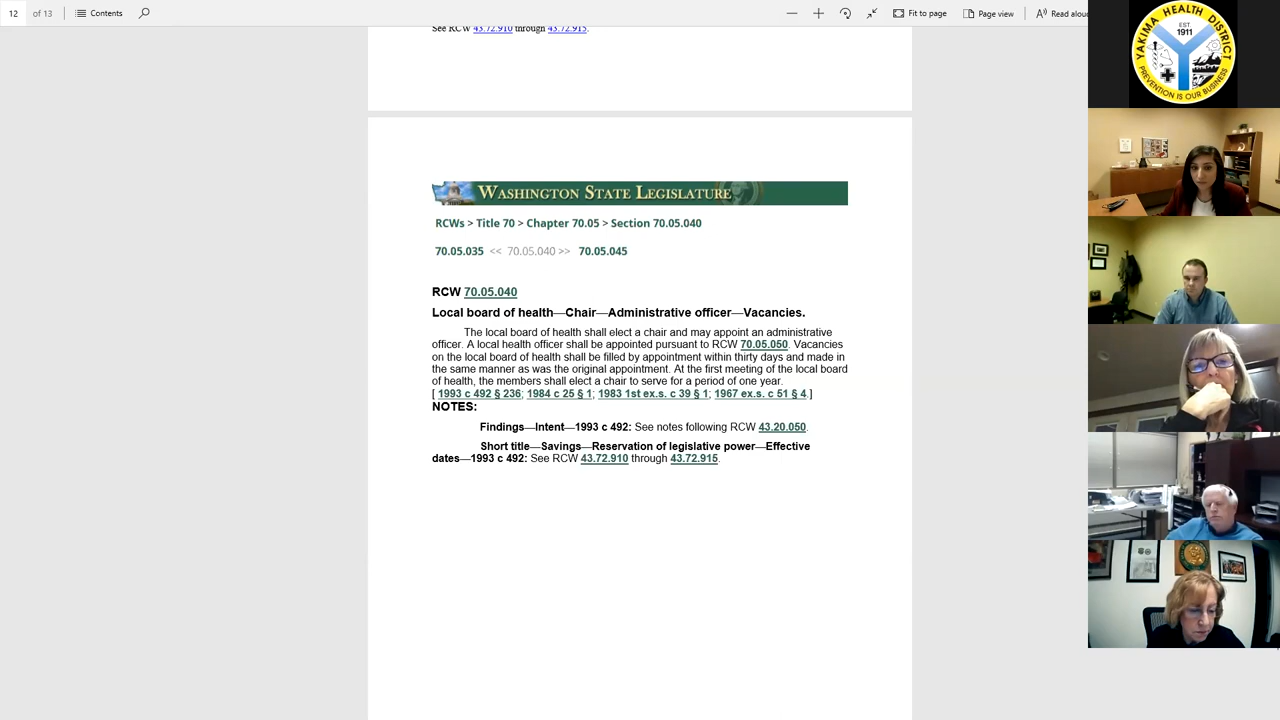 12 of 13 Contents Fit to page Page view Read aloud
See RCW 43.72.910 through 43.72.915.
WASHINGTON STATE LEGISLATURE
RCWs > Title 70 > Chapter 70.05 > Section 70.05.040
70.05.035 << 70.05.040 >> 70.05.045
RCW 70.05.040
Local board of health—Chair—Administrative officer—Vacancies.
The local board of health shall elect a chair and may appoint an administrative
officer. A local health officer shall be appointed pursuant to RCW 70.05.050. Vacancies
on the local board of health shall be filled by appointment within thirty days and made in
the same manner as was the original appointment. At the first meeting of the local board
of health, the members shall elect a chair to serve for a period of one year.
[ 1993 c 492 § 236; 1984 c 25 § 1; 1983 1st ex.s. c 39 § 1; 1967 ex.s. c 51 § 4.]
NOTES:
Findings—Intent—1993 c 492: See notes following RCW 43.20.050.
Short title—Savings—Reservation of legislative power—Effective
dates—1993 c 492: See RCW 43.72.910 through 43.72.915.
YAKIMA HEALTH DISTRICT
EST.
1911
PREVENTION IS OUR BUSINESS